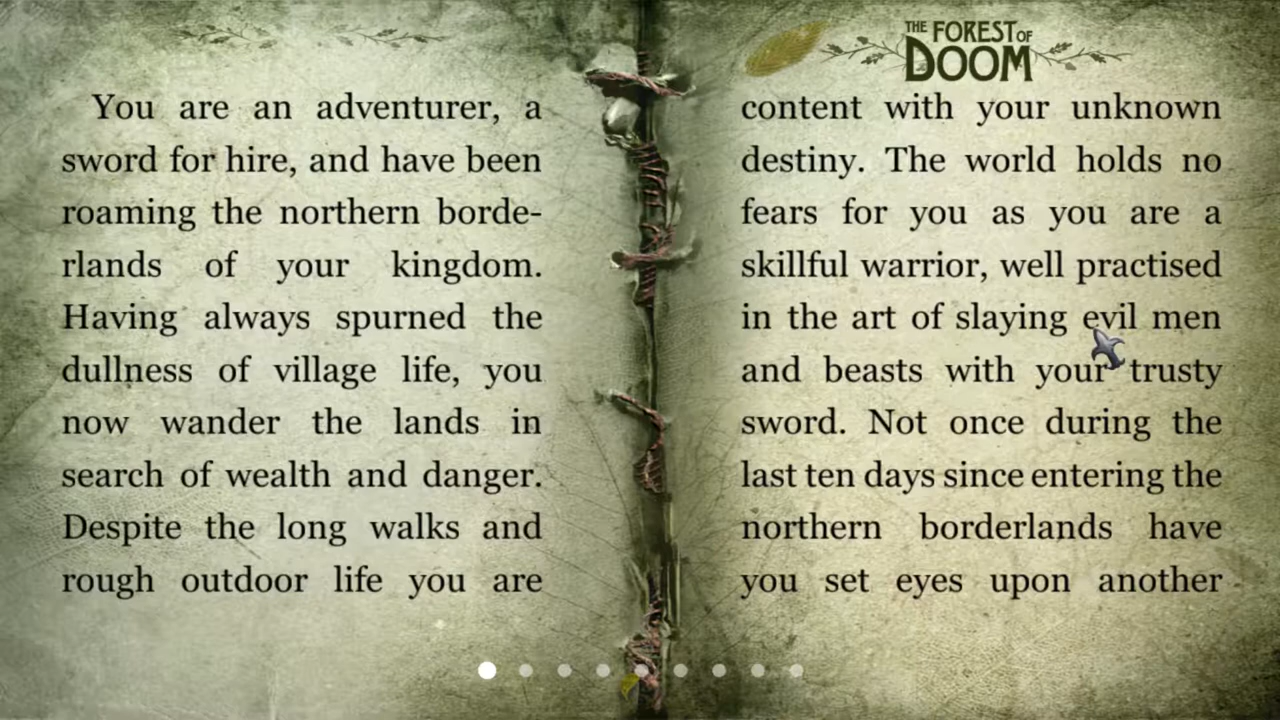 You are an adventurer, a
sword for hire, and have been
roaming the northern borde-
rlands of your kingdom.
Having always spurned the
dullness of village life, you
now wander the lands in
search of wealth and danger.
Despite the long walks and
rough outdoor life you are
THE FOREST OF
DOOM
content with your unknown
destiny. The world holds no
fears for you as you are a
skillful warrior, well practised
in the art of slaying evil men
and beasts with your trusty
sword. Not once during the
last ten days since entering the
northern borderlands have
you set eyes upon another